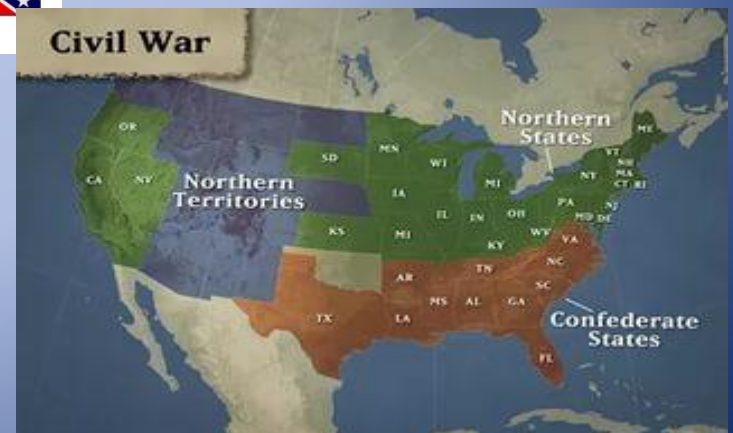 Civil War
Northern
States
Northern
Territories
Confederate
States
OR
CA
NV
SD
KS
MN
IA
MI
WI
IL
MI
IN
OH
KY
WV
PA
NY
VT
NH
MA
CT RI
ME
NJ
MD DE
VA
NC
SC
TN
AR
MS
AL
GA
LA
TX
FL